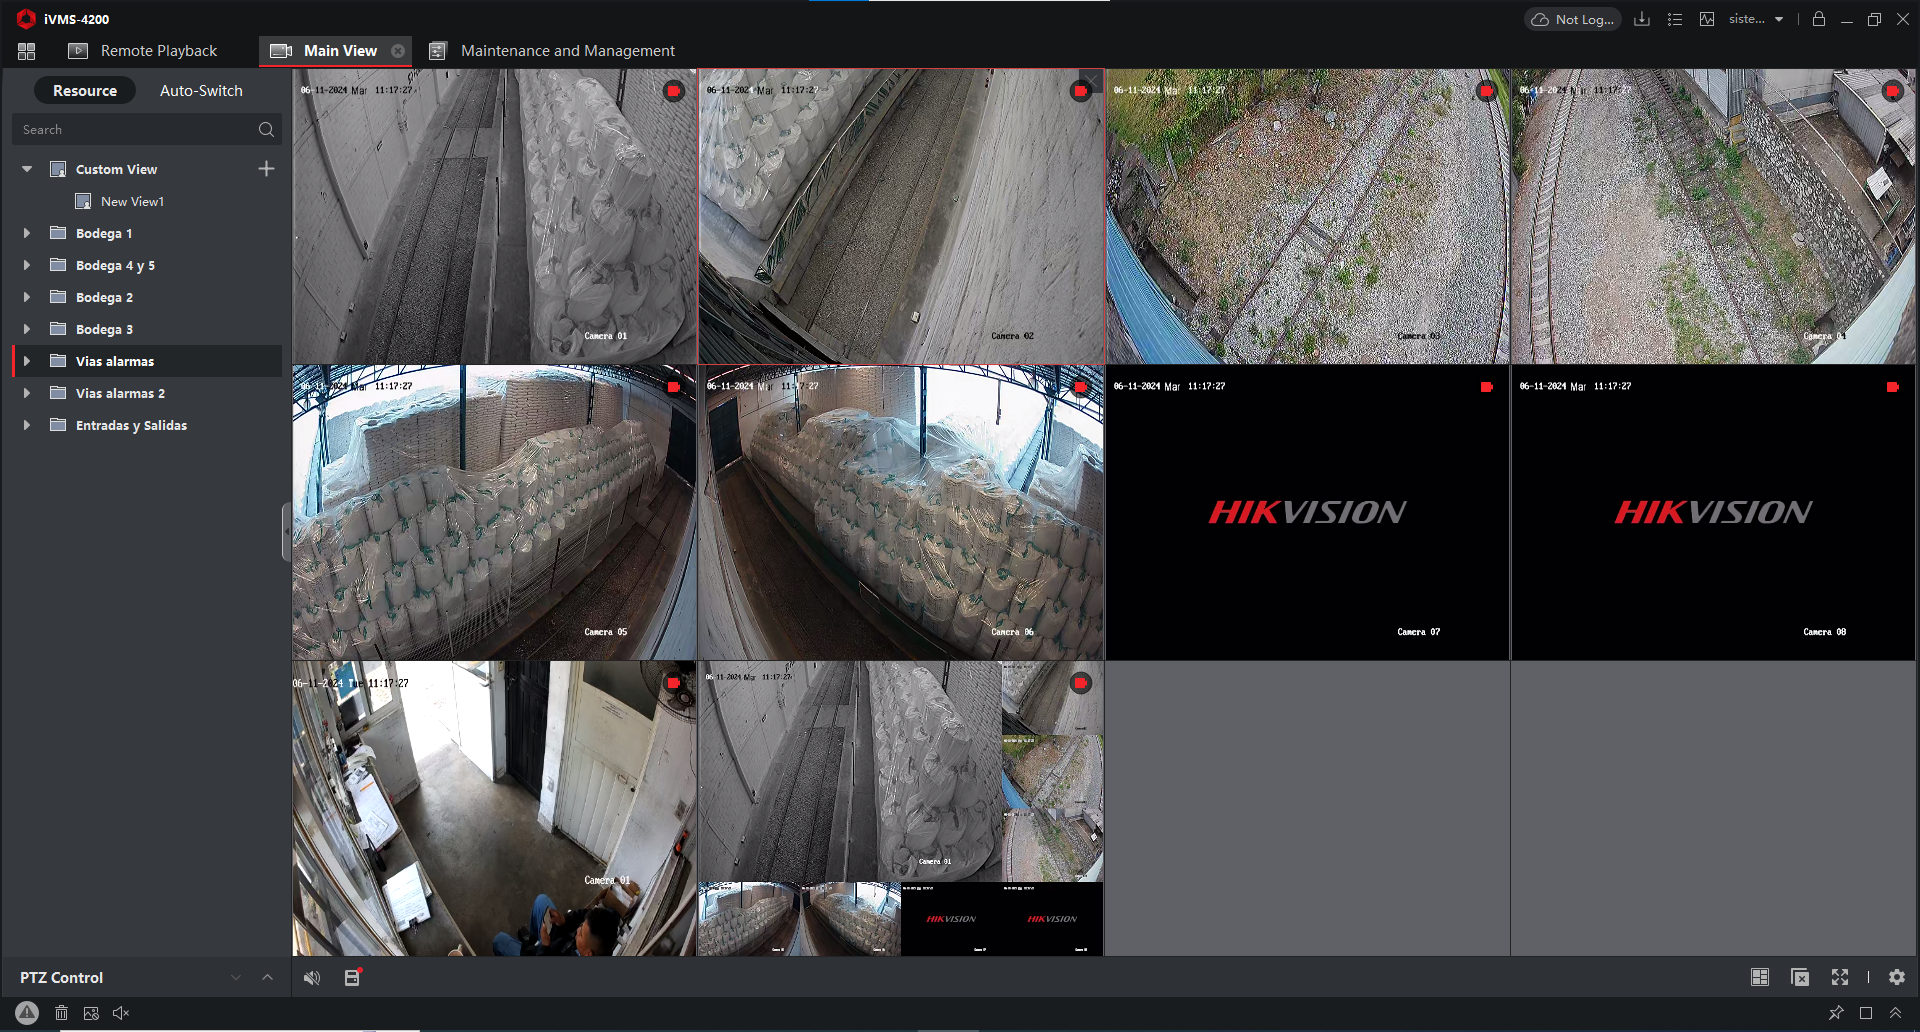 iVMS-4200
Not Log...
siste...
Remote Playback
Main View
Maintenance and Management
Resource
Auto-Switch
Search
Custom View
New View1
Bodega 1
Bodega 4 y 5
Bodega 2
Bodega 3
Vias alarmas
Vias alarmas 2
Entradas y Salidas
PTZ Control
06-11-2024 Mar 11:17:27
Camera 01
06-11-2024 Mar 11:17:27
Camera 02
06-11-2024 Mar 11:17:27
Camera 03
06-11-2024 Mar 11:17:27
Camera 04
06-11-2024 Mar 11:17:27
Camera 05
06-11-2024 Mar 11:17:27
Camera 06
06-11-2024 Mar 11:17:27
HIKVISION
Camera 07
06-11-2024 Mar 11:17:27
HIKVISION
Camera 08
06-11-2024 Tue 11:17:27
Camera 01
06-11-2024 Mar 11:17:27
Camera 01
HIKVISION
HIKVISION